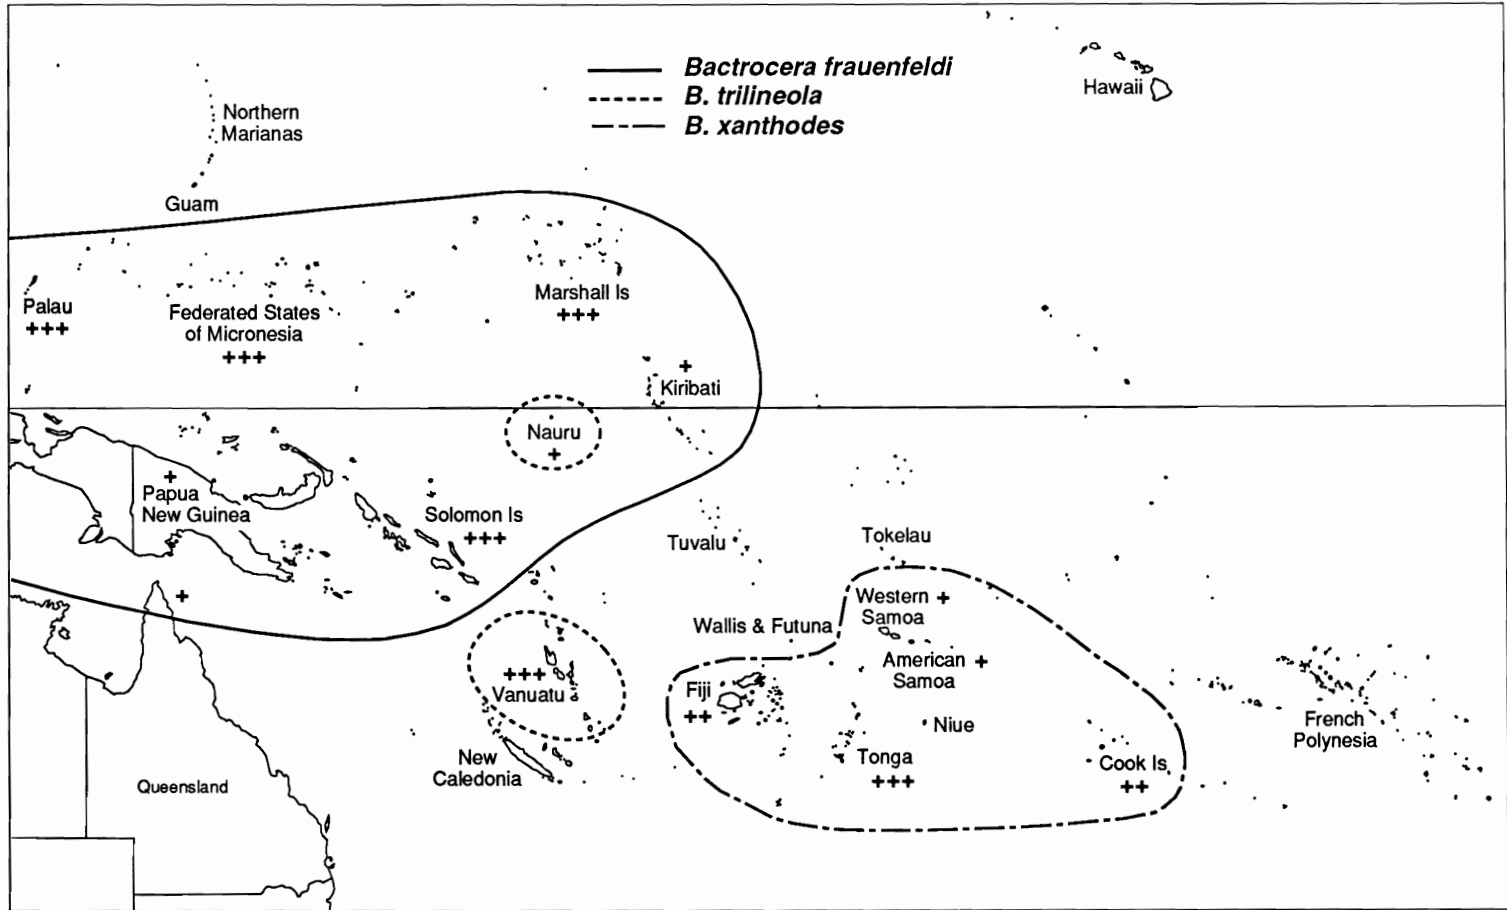 Bactrocera frauenfeldi
B. trilineola
B. xanthodes
Hawaii
Northern
Marianas
Guam
Palau
+++
Federated States
of Micronesia
+++
Marshall Is
+++
+
Kiribati
Nauru
+
+
Papua
New Guinea
Solomon Is
+++
Tuvalu
Tokelau
+
Western +
Samoa
Wallis & Futuna
American +
Samoa
+++
Vanuatu
Fiji
++
Niue
French
Polynesia
New
Caledonia
Tonga
+++
Cook Is
++
Queensland